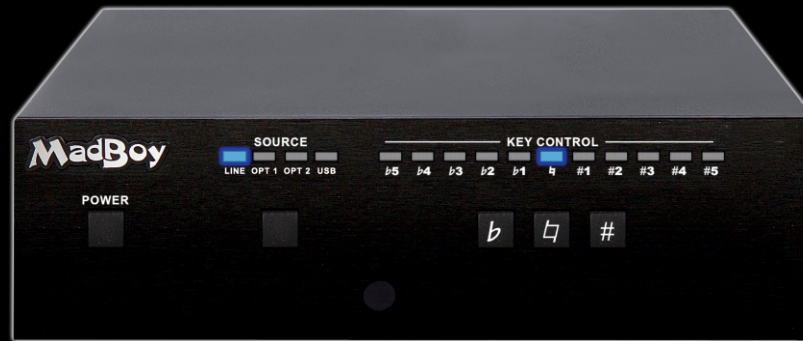 MadBoy
SOURCE
LINE OPT 1 OPT 2 USB
KEY CONTROL
♭5 ♭4 ♭3 ♭2 ♭1 ♮ #1 #2 #3 #4 #5
POWER
♭ ♮ #